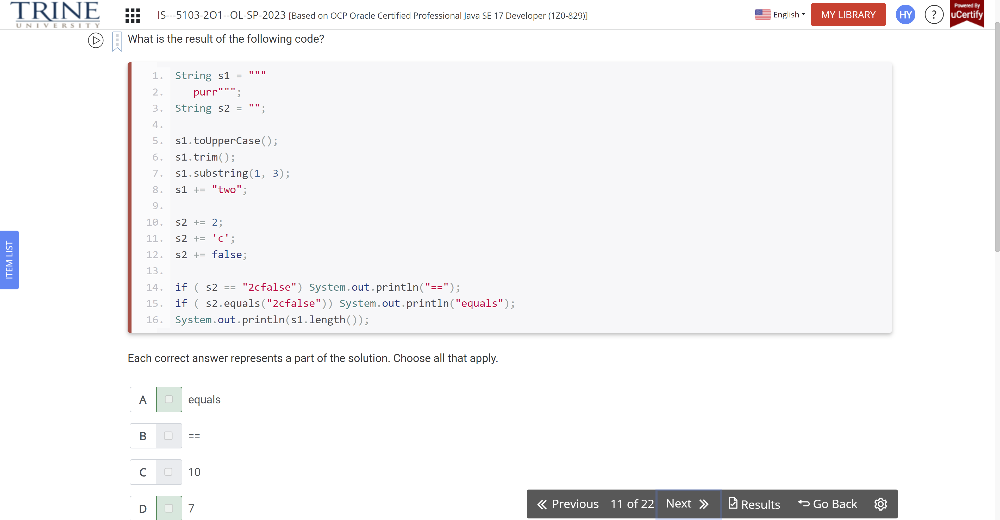 TRINE
UNIVERSITY
IS---5103-2O1--OL-SP-2023 [Based on OCP Oracle Certified Professional Java SE 17 Developer (1Z0-829)]
English
MY LIBRARY
HY
?
Powered By
uCertify
What is the result of the following code?
1. String s1 = """
2.    purr""";
3. String s2 = "";
4.
5. s1.toUpperCase();
6. s1.trim();
7. s1.substring(1, 3);
8. s1 += "two";
9.
10. s2 += 2;
11. s2 += 'c';
12. s2 += false;
13.
14. if ( s2 == "2cfalse") System.out.println("==");
15. if ( s2.equals("2cfalse")) System.out.println("equals");
16. System.out.println(s1.length());
ITEM LIST
Each correct answer represents a part of the solution. Choose all that apply.
A equals
B ==
C 10
D 7
Previous 11 of 22 Next Results Go Back